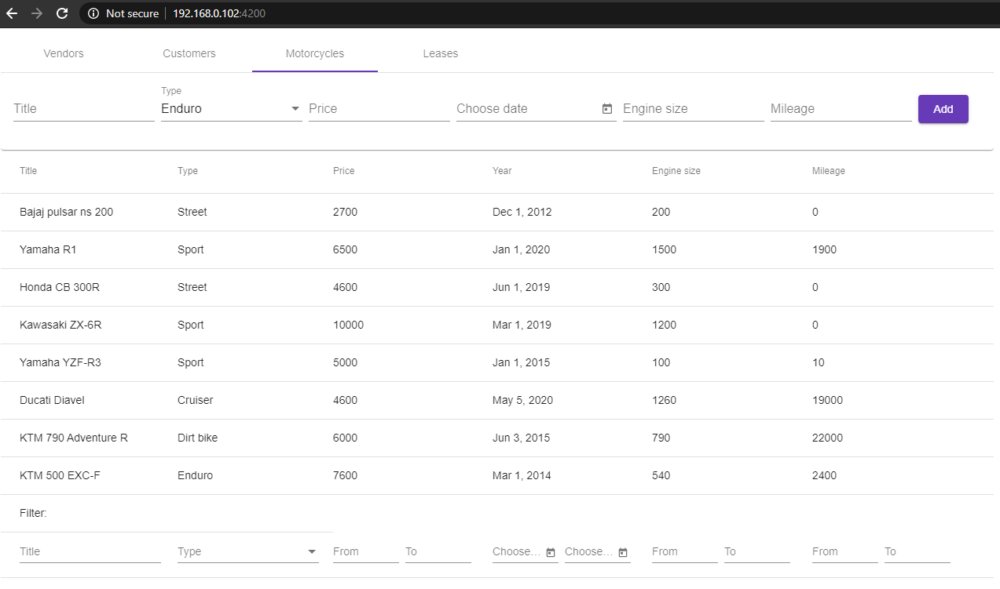 Not secure | 192.168.0.102:4200
Vendors Customers Motorcycles Leases
Type
Title Enduro Price Choose date Engine size Mileage Add
Title Type Price Year Engine size Mileage
Bajaj pulsar ns 200 Street 2700 Dec 1, 2012 200 0
Yamaha R1 Sport 6500 Jan 1, 2020 1500 1900
Honda CB 300R Street 4600 Jun 1, 2019 300 0
Kawasaki ZX-6R Sport 10000 Mar 1, 2019 1200 0
Yamaha YZF-R3 Sport 5000 Jan 1, 2015 100 10
Ducati Diavel Cruiser 4600 May 5, 2020 1260 19000
KTM 790 Adventure R Dirt bike 6000 Jun 3, 2015 790 22000
KTM 500 EXC-F Enduro 7600 Mar 1, 2014 540 2400
Filter:
Title Type From To Choose... Choose... From To From To